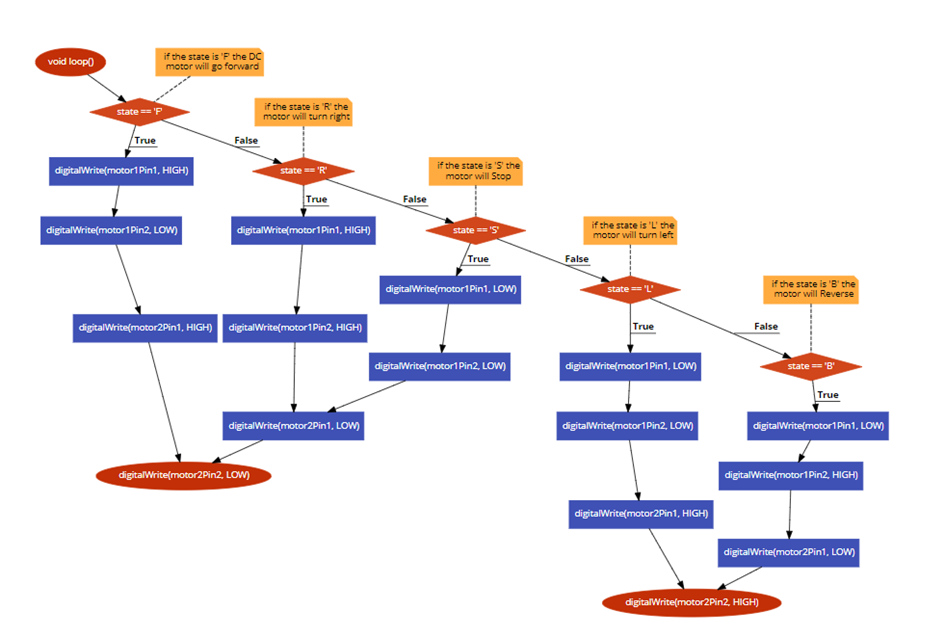 void loop()
if the state is 'F' the DC
motor will go forward
state == 'F'
if the state is 'R' the
motor will turn right
True
False
digitalWrite(motor1Pin1, HIGH)
state == 'R'
if the state is 'S' the
motor will Stop
True
False
digitalWrite(motor1Pin2, LOW)
digitalWrite(motor1Pin1, HIGH)
state == 'S'
if the state is 'L' the
motor will turn left
True
False
digitalWrite(motor1Pin1, LOW)
state == 'L'
if the state is 'B' the
motor will Reverse
digitalWrite(motor2Pin1, HIGH)
digitalWrite(motor1Pin2, HIGH)
True
False
digitalWrite(motor1Pin2, LOW)
digitalWrite(motor1Pin1, LOW)
state == 'B'
True
digitalWrite(motor2Pin1, LOW)
digitalWrite(motor1Pin2, LOW)
digitalWrite(motor1Pin1, LOW)
digitalWrite(motor2Pin2, LOW)
digitalWrite(motor1Pin2, HIGH)
digitalWrite(motor2Pin1, HIGH)
digitalWrite(motor2Pin1, LOW)
digitalWrite(motor2Pin2, HIGH)